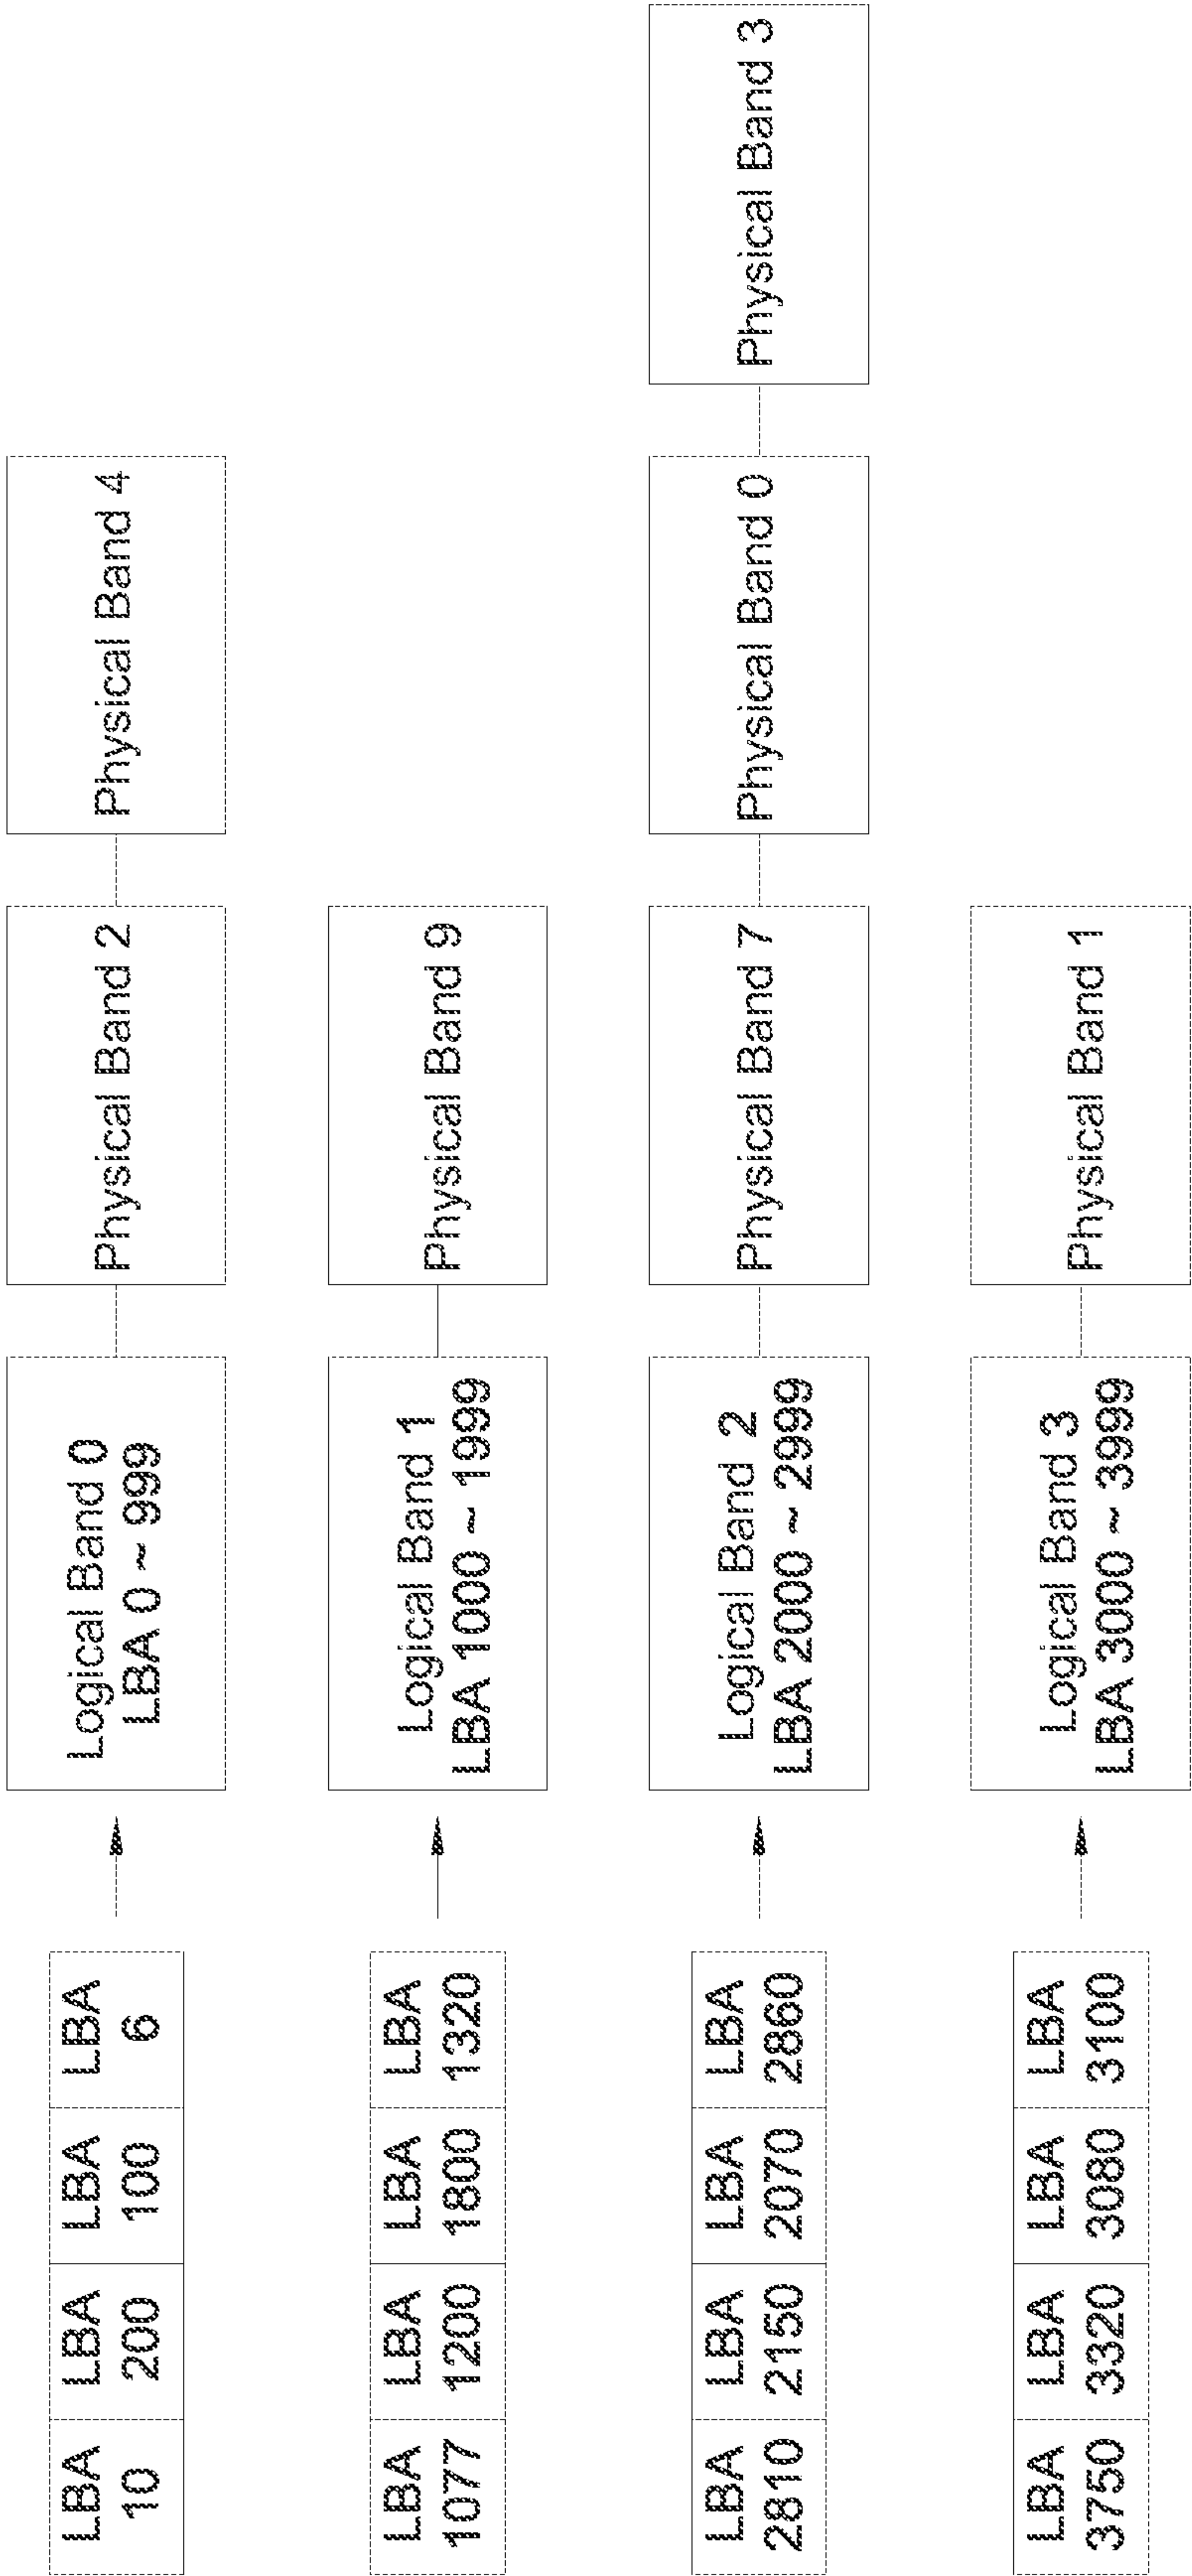 LBA
10
LBA
200
LBA
100
LBA
6
Logical Band 0
LBA 0 ~ 999
Physical Band 2
Physical Band 4
LBA
1077
LBA
1200
LBA
1800
LBA
1320
Logical Band 1
LBA 1000 ~ 1999
Physical Band 9
LBA
2810
LBA
2150
LBA
2070
LBA
2860
Logical Band 2
LBA 2000 ~ 2999
Physical Band 7
Physical Band 0
Physical Band 3
LBA
3750
LBA
3320
LBA
3080
LBA
3100
Logical Band 3
LBA 3000 ~ 3999
Physical Band 1